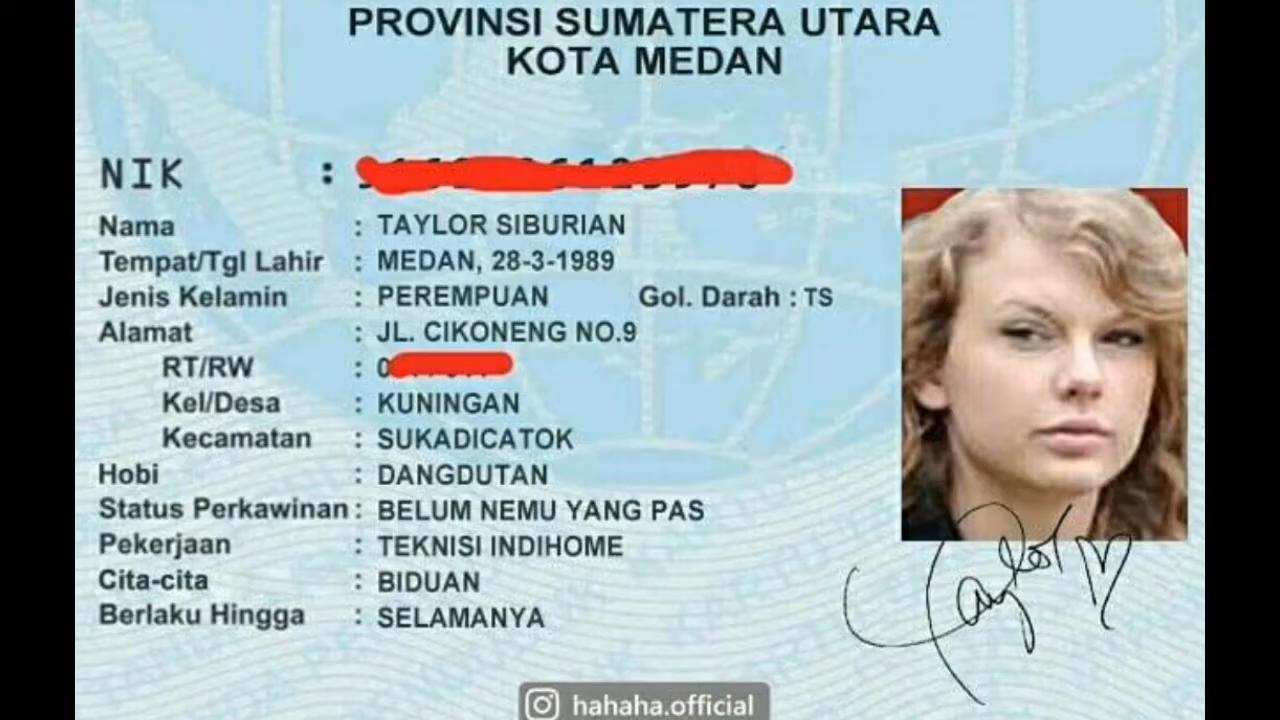 PROVINSI SUMATERA UTARA
KOTA MEDAN
NIK :
Nama : TAYLOR SIBURIAN
Tempat/Tgl Lahir : MEDAN, 28-3-1989
Jenis Kelamin : PEREMPUAN Gol. Darah : TS
Alamat : JL. CIKONENG NO.9
RT/RW :
Kel/Desa : KUNINGAN
Kecamatan : SUKADICATOK
Hobi : DANGDUTAN
Status Perkawinan : BELUM NEMU YANG PAS
Pekerjaan : TEKNISI INDIHOME
Cita-cita : BIDUAN
Berlaku Hingga : SELAMANYA
Taylor
hahaha.official